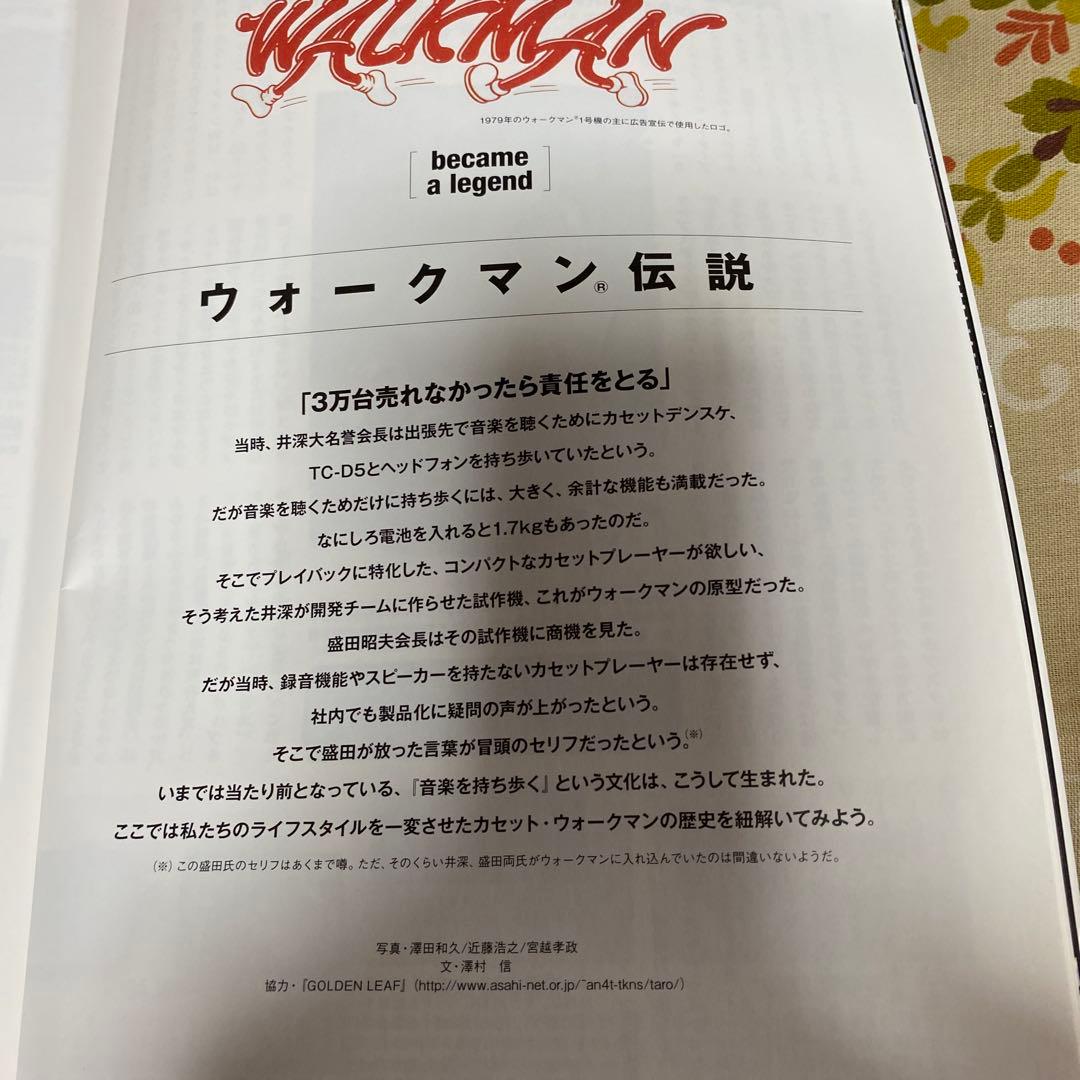 WALKMAN
1979年のウォークマン®1号機の主に広告宣伝で使用したロゴ。
became
a legend
ウォークマン®伝説
「3万台売れなかったら責任をとる」
当時、井深大名誉会長は出張先で音楽を聴くためにカセットデンスケ、
TC-D5とヘッドフォンを持ち歩いていたという。
だが音楽を聴くためだけに持ち歩くには、大きく、余計な機能も満載だった。
なにしろ電池を入れると1.7kgもあったのだ。
そこでプレイバックに特化した、コンパクトなカセットプレーヤーが欲しい、
そう考えた井深が開発チームに作らせた試作機、これがウォークマンの原型だった。
盛田昭夫会長はその試作機に商機を見た。
だが当時、録音機能やスピーカーを持たないカセットプレーヤーは存在せず、
社内でも製品化に疑問の声が上がったという。
そこで盛田が放った言葉が冒頭のセリフだったという。(※)
いまでは当たり前となっている、『音楽を持ち歩く』という文化は、こうして生まれた。
ここでは私たちのライフスタイルを一変させたカセット・ウォークマンの歴史を紐解いてみよう。
(※)この盛田氏のセリフはあくまで噂。ただ、そのくらい井深、盛田両氏がウォークマンに入れ込んでいたのは間違いないようだ。
写真・澤田和久/近藤浩之/宮越孝政
文・澤村 信
協力・『GOLDEN LEAF』(http://www.asahi-net.or.jp/~an4t-tkns/taro/)